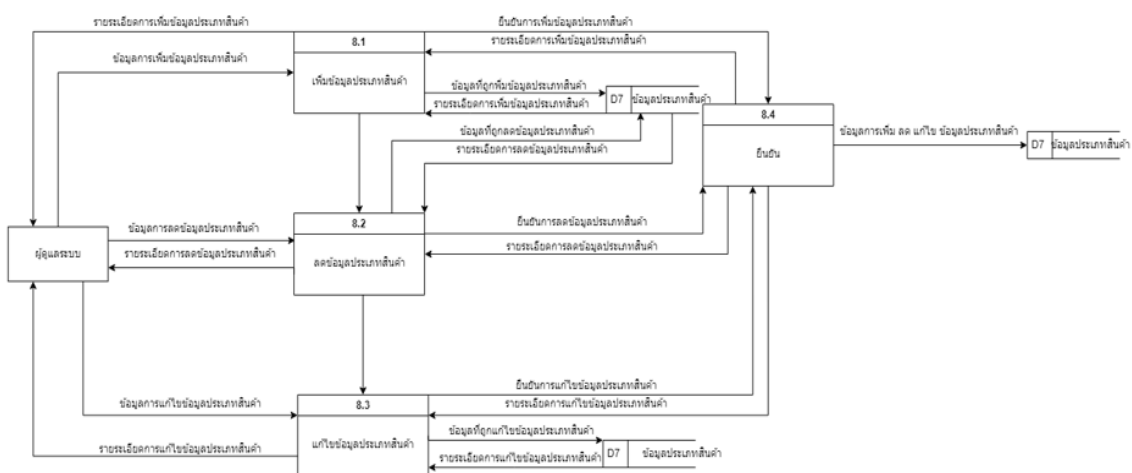 รายระเอียดการเพิ่มข้อมูลประเภทสินค้า
ยืนยันการเพิ่มข้อมูลประเภทสินค้า
8.1
รายระเอียดการเพิ่มข้อมูลประเภทสินค้า
ข้อมูลการเพิ่มข้อมูลประเภทสินค้า
เพิ่มข้อมูลประเภทสินค้า
ข้อมูลที่ถูกเพิ่มข้อมูลประเภทสินค้า
D7 ข้อมูลประเภทสินค้า
รายระเอียดการเพิ่มข้อมูลประเภทสินค้า
8.4
ข้อมูลที่ถูกลดข้อมูลประเภทสินค้า
ข้อมูลการเพิ่ม ลด แก้ไข ข้อมูลประเภทสินค้า
รายระเอียดการลดข้อมูลประเภทสินค้า
ยืนยัน
D7 ข้อมูลประเภทสินค้า
8.2
ยืนยันการลดข้อมูลประเภทสินค้า
ข้อมูลการลดข้อมูลประเภทสินค้า
ผู้ดูแลระบบ
รายระเอียดการลดข้อมูลประเภทสินค้า
รายระเอียดการลดข้อมูลประเภทสินค้า
ลดข้อมูลประเภทสินค้า
ยืนยันการแก้ไขข้อมูลประเภทสินค้า
ข้อมูลการแก้ไขข้อมูลประเภทสินค้า
8.3
รายระเอียดการแก้ไขข้อมูลประเภทสินค้า
ข้อมูลที่ถูกแก้ไขข้อมูลประเภทสินค้า
รายระเอียดการแก้ไขข้อมูลประเภทสินค้า
แก้ไขข้อมูลประเภทสินค้า
รายระเอียดการแก้ไขข้อมูลประเภทสินค้า
D7 ข้อมูลประเภทสินค้า